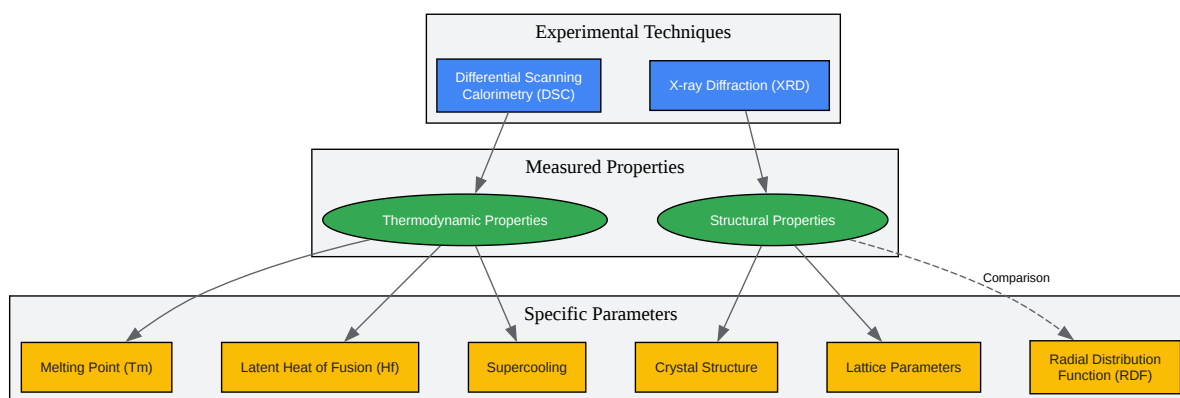 Experimental Techniques
Differential Scanning
Calorimetry (DSC)
X-ray Diffraction (XRD)
Measured Properties
Thermodynamic Properties
Structural Properties
Comparison
Specific Parameters
Melting Point (Tm)
Latent Heat of Fusion (Hf)
Supercooling
Crystal Structure
Lattice Parameters
Radial Distribution
Function (RDF)